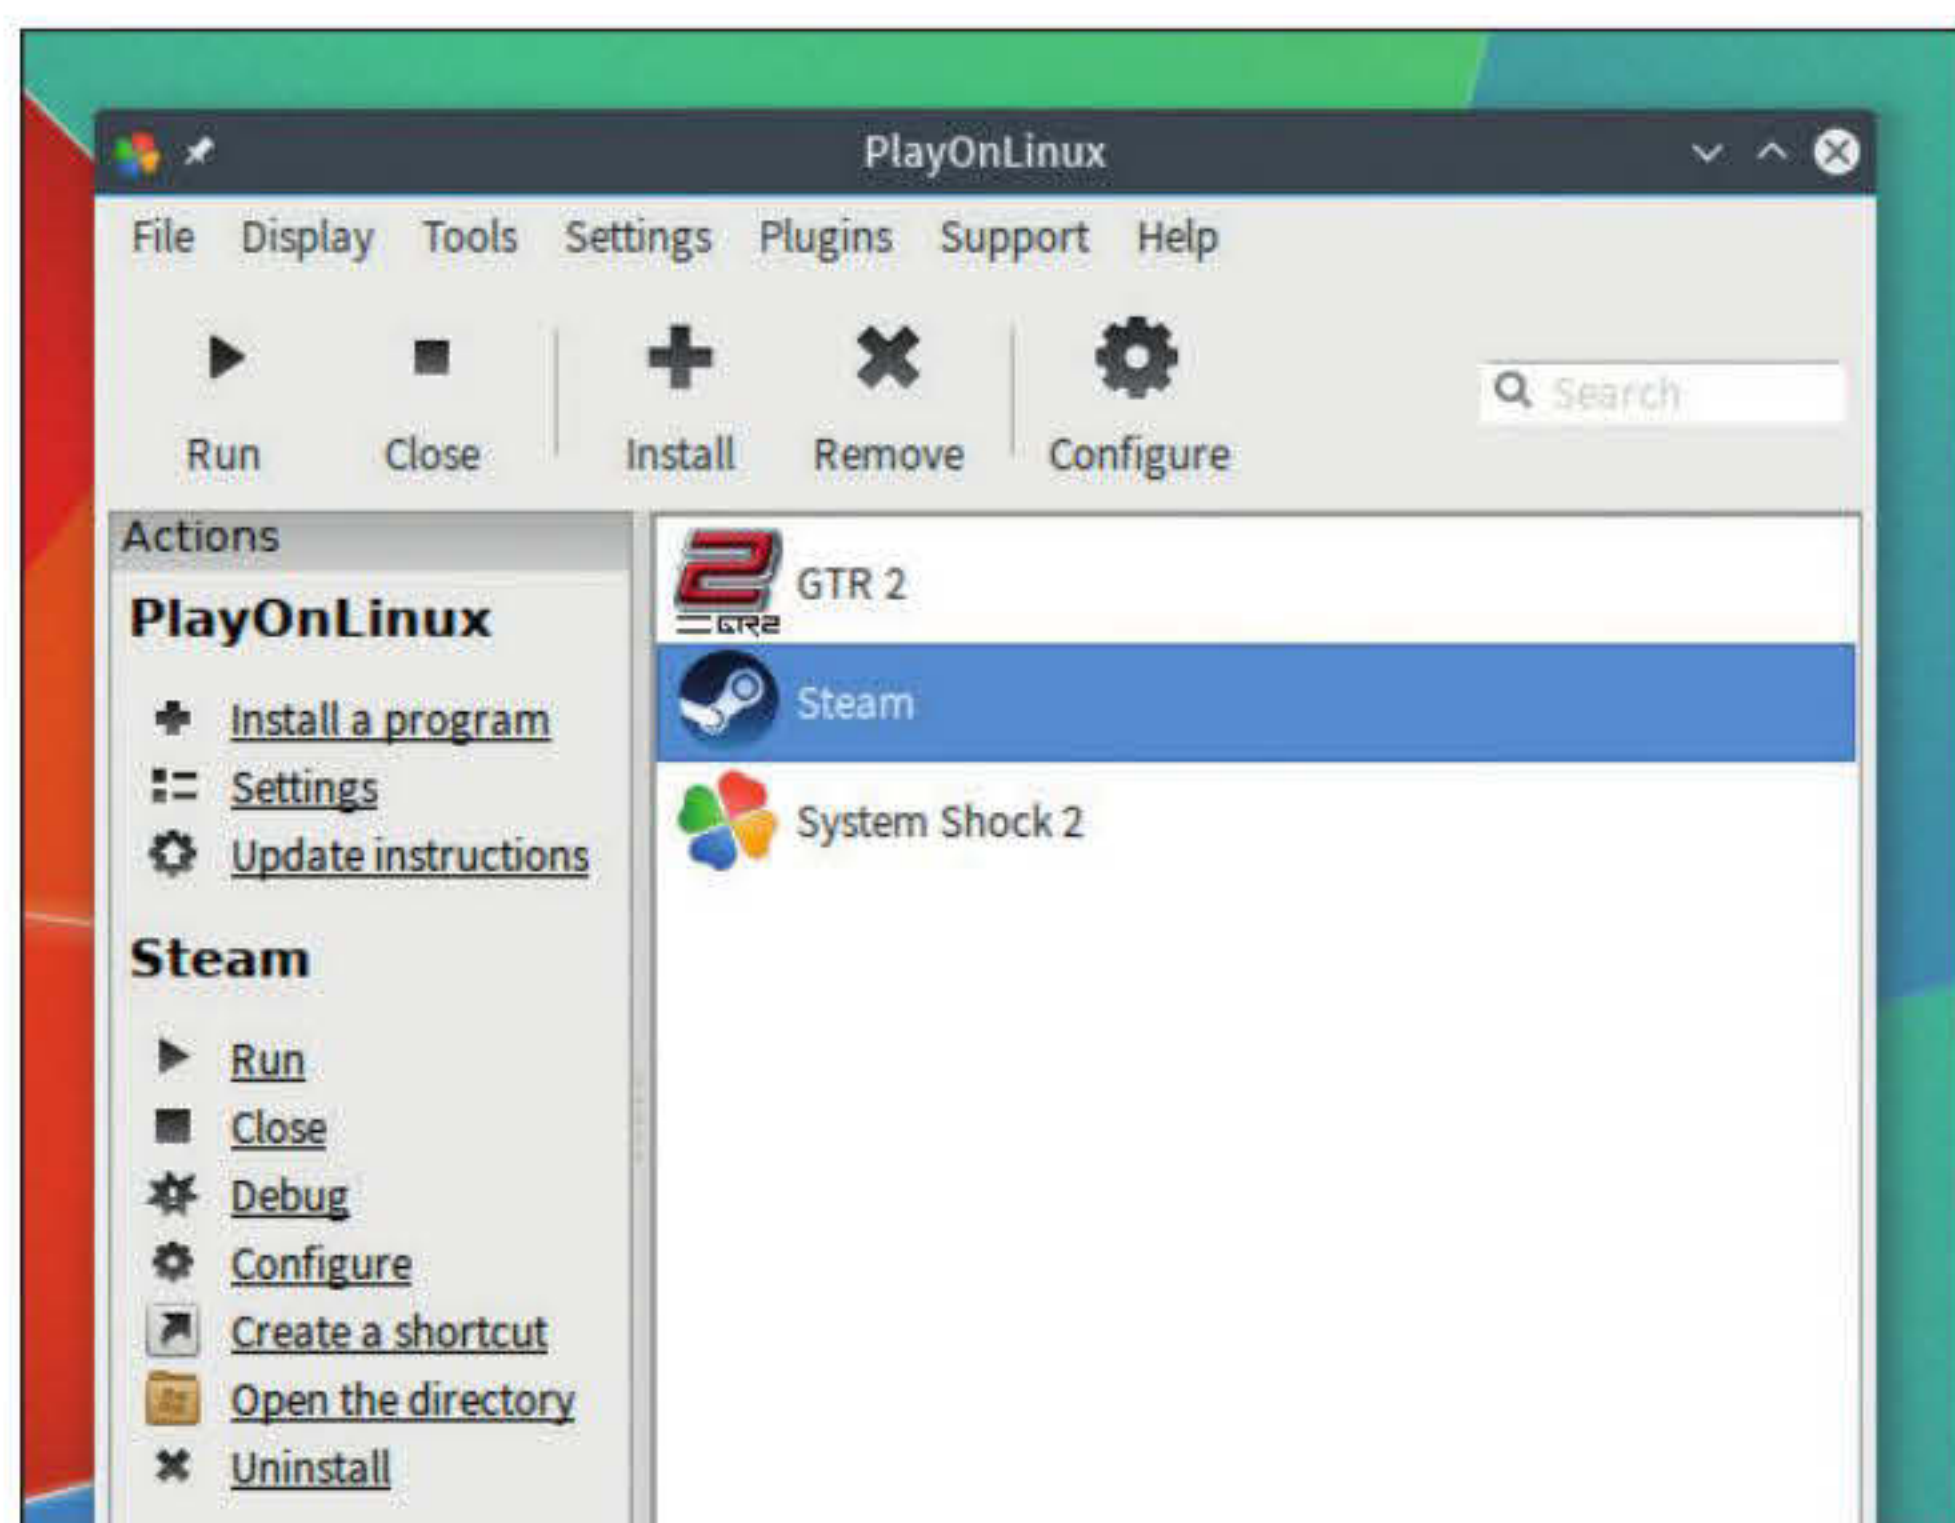 PlayOnLinux
File Display Tools Settings Plugins Support Help
Run Close Install Remove Configure
Search
Actions
PlayOnLinux
Install a program
Settings
Update instructions
Steam
Run
Close
Debug
Configure
Create a shortcut
Open the directory
Uninstall
2
GTR2
GTR 2
Steam
System Shock 2